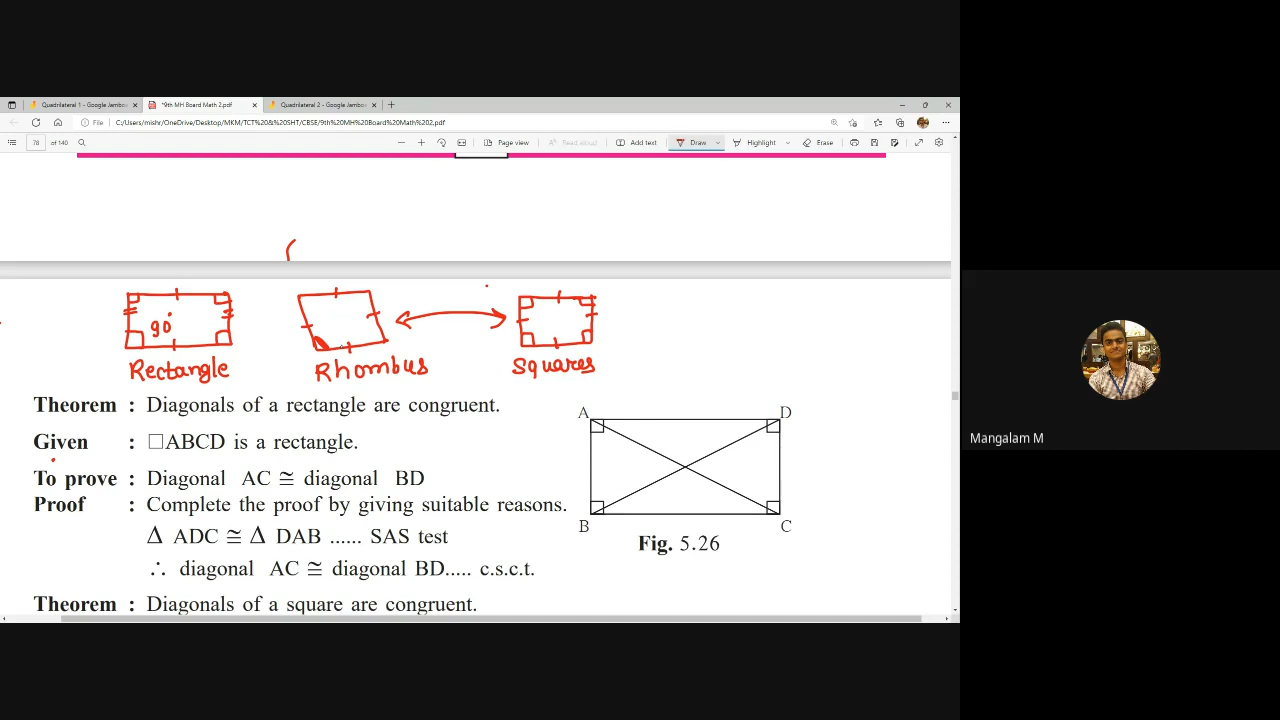 Quadrilateral 1 - Google Jamboa
*9th MH Board Math 2.pdf
Quadrilateral 2 - Google Jamboa
File
C:/Users/mishr/OneDrive/Desktop/MKM/TCT%20&%20SHT/CBSE/9th%20MH%20Board%20Math%202.pdf
78 of 140
Page view
Read aloud
Add text
Draw
Highlight
Erase
90°
Rectangle
Rhombus
Squares
Theorem : Diagonals of a rectangle are congruent.
Given : □ABCD is a rectangle.
To prove : Diagonal AC ≅ diagonal BD
Proof : Complete the proof by giving suitable reasons.
Δ ADC ≅ Δ DAB ...... SAS test
∴ diagonal AC ≅ diagonal BD..... c.s.c.t.
Theorem : Diagonals of a square are congruent.
A D
B C
Fig. 5.26
Mangalam M